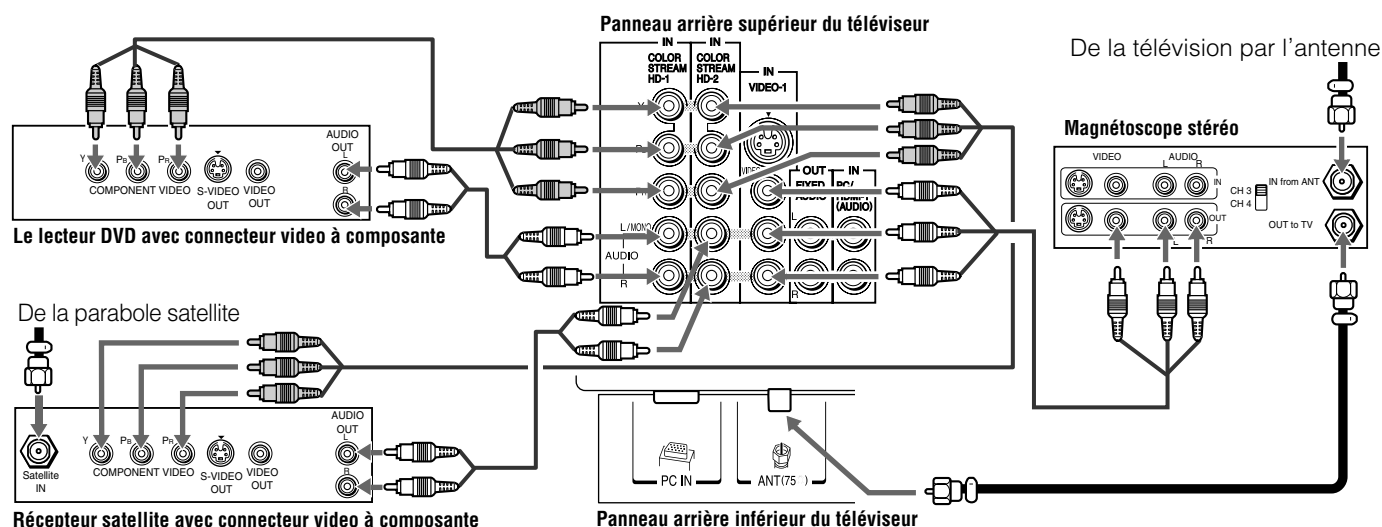 Panneau arrière supérieur du téléviseur
De la télévision par l'antenne
IN
COLOR
STREAM
HD-1
IN
COLOR
STREAM
HD-2
IN
VIDEO-1
Y
L/MONO
AUDIO
R
OUT
FIXED
AUDIO
L
R
IN
PC/
(AUDIO)
AUDIO
OUT
L
R
Y
PB
PR
COMPONENT VIDEO
S-VIDEO
OUT
VIDEO
OUT
Le lecteur DVD avec connecteur video à composante
Magnétoscope stéréo
VIDEO
AUDIO
L
R
IN
OUT
L
R
CH 3
CH 4
IN from ANT
OUT to TV
De la parabole satellite
Satellite
IN
Y
PB
PR
COMPONENT VIDEO
S-VIDEO
OUT
VIDEO
OUT
AUDIO
OUT
L
R
Récepteur satellite avec connecteur video à composante
PC IN
ANT(75 )
Panneau arrière inférieur du téléviseur